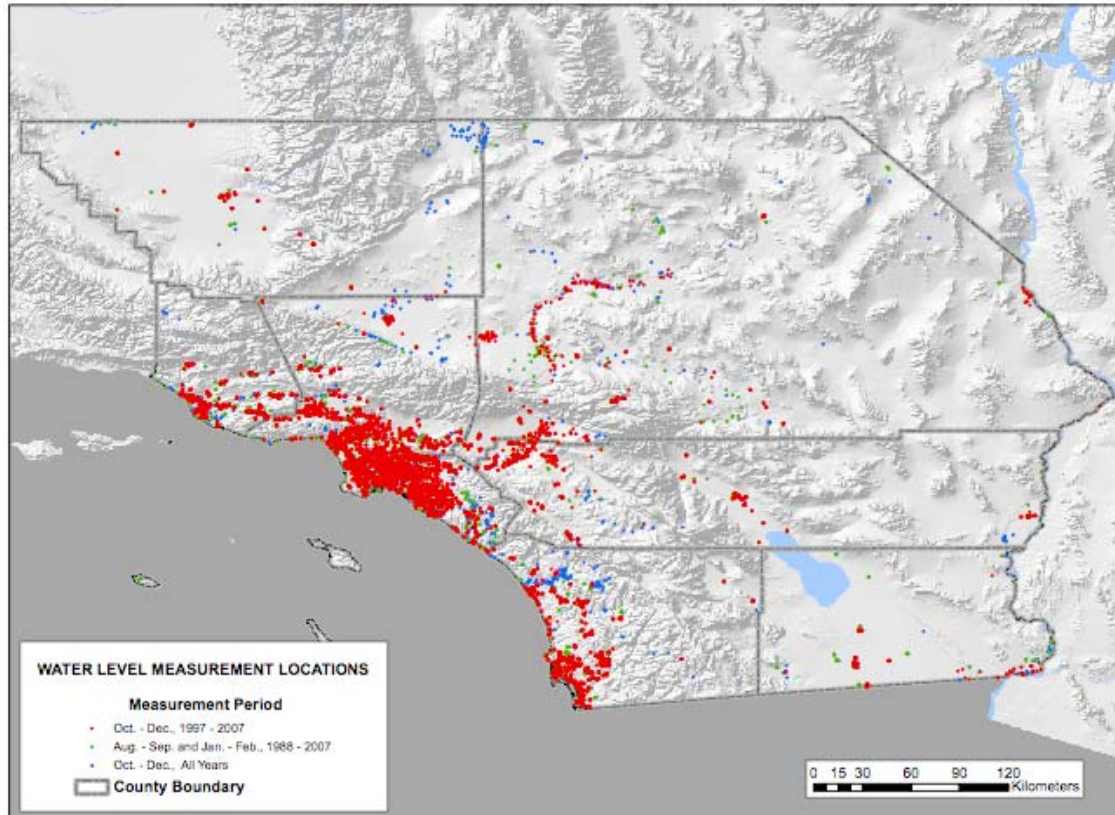 WATER LEVEL MEASUREMENT LOCATIONS
Measurement Period
Oct. - Dec., 1997 - 2007
Aug. - Sep. and Jan. - Feb., 1988 - 2007
Oct. - Dec., All Years
County Boundary
0 15 30 60 90 120
Kilometers